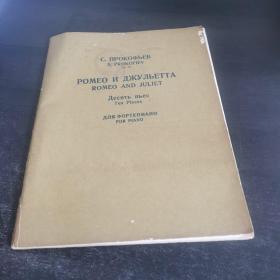 С. ПРОКОФЬЕВ
S. PROKOFIEV
РОМЕО И ДЖУЛЬЕТТА
ROMEO AND JULIET
Десять пьес
Ten Pieces
ДЛЯ ФОРТЕПИАНО
FOR PIANO